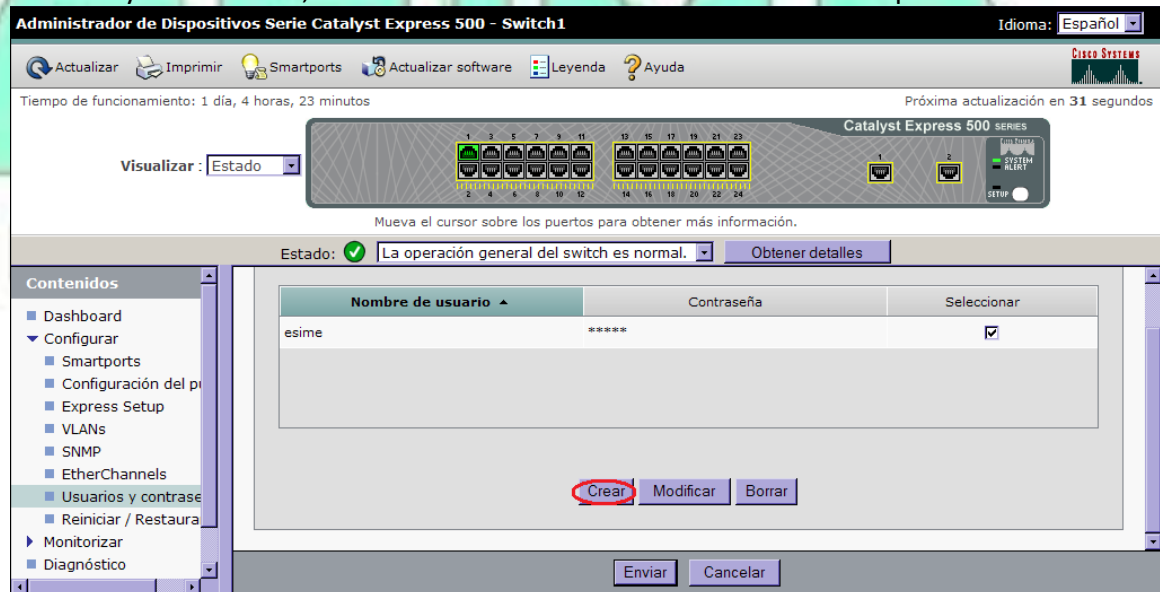 Administrador de Dispositivos Serie Catalyst Express 500 - Switch1
Idioma: Español
Actualizar Imprimir Smartports Actualizar software Leyenda ? Ayuda
CISCO SYSTEMS
Tiempo de funcionamiento: 1 día, 4 horas, 23 minutos
Próxima actualización en 31 segundos
Catalyst Express 500 SERIES
Visualizar : Estado
1 3 5 7 9 11 13 15 17 19 21 23
1 2
SYSTEM
ALERT
2 4 6 8 10 12 14 16 18 20 22 24
SETUP
Mueva el cursor sobre los puertos para obtener más información.
Estado: La operación general del switch es normal. Obtener detalles
Contenidos
Dashboard
Configurar
Smartports
Configuración del pu
Express Setup
VLANs
SNMP
EtherChannels
Usuarios y contrase
Reiniciar / Restaura
Monitorizar
Diagnóstico
Nombre de usuario Contraseña Seleccionar
esime *****
Crear Modificar Borrar
Enviar Cancelar